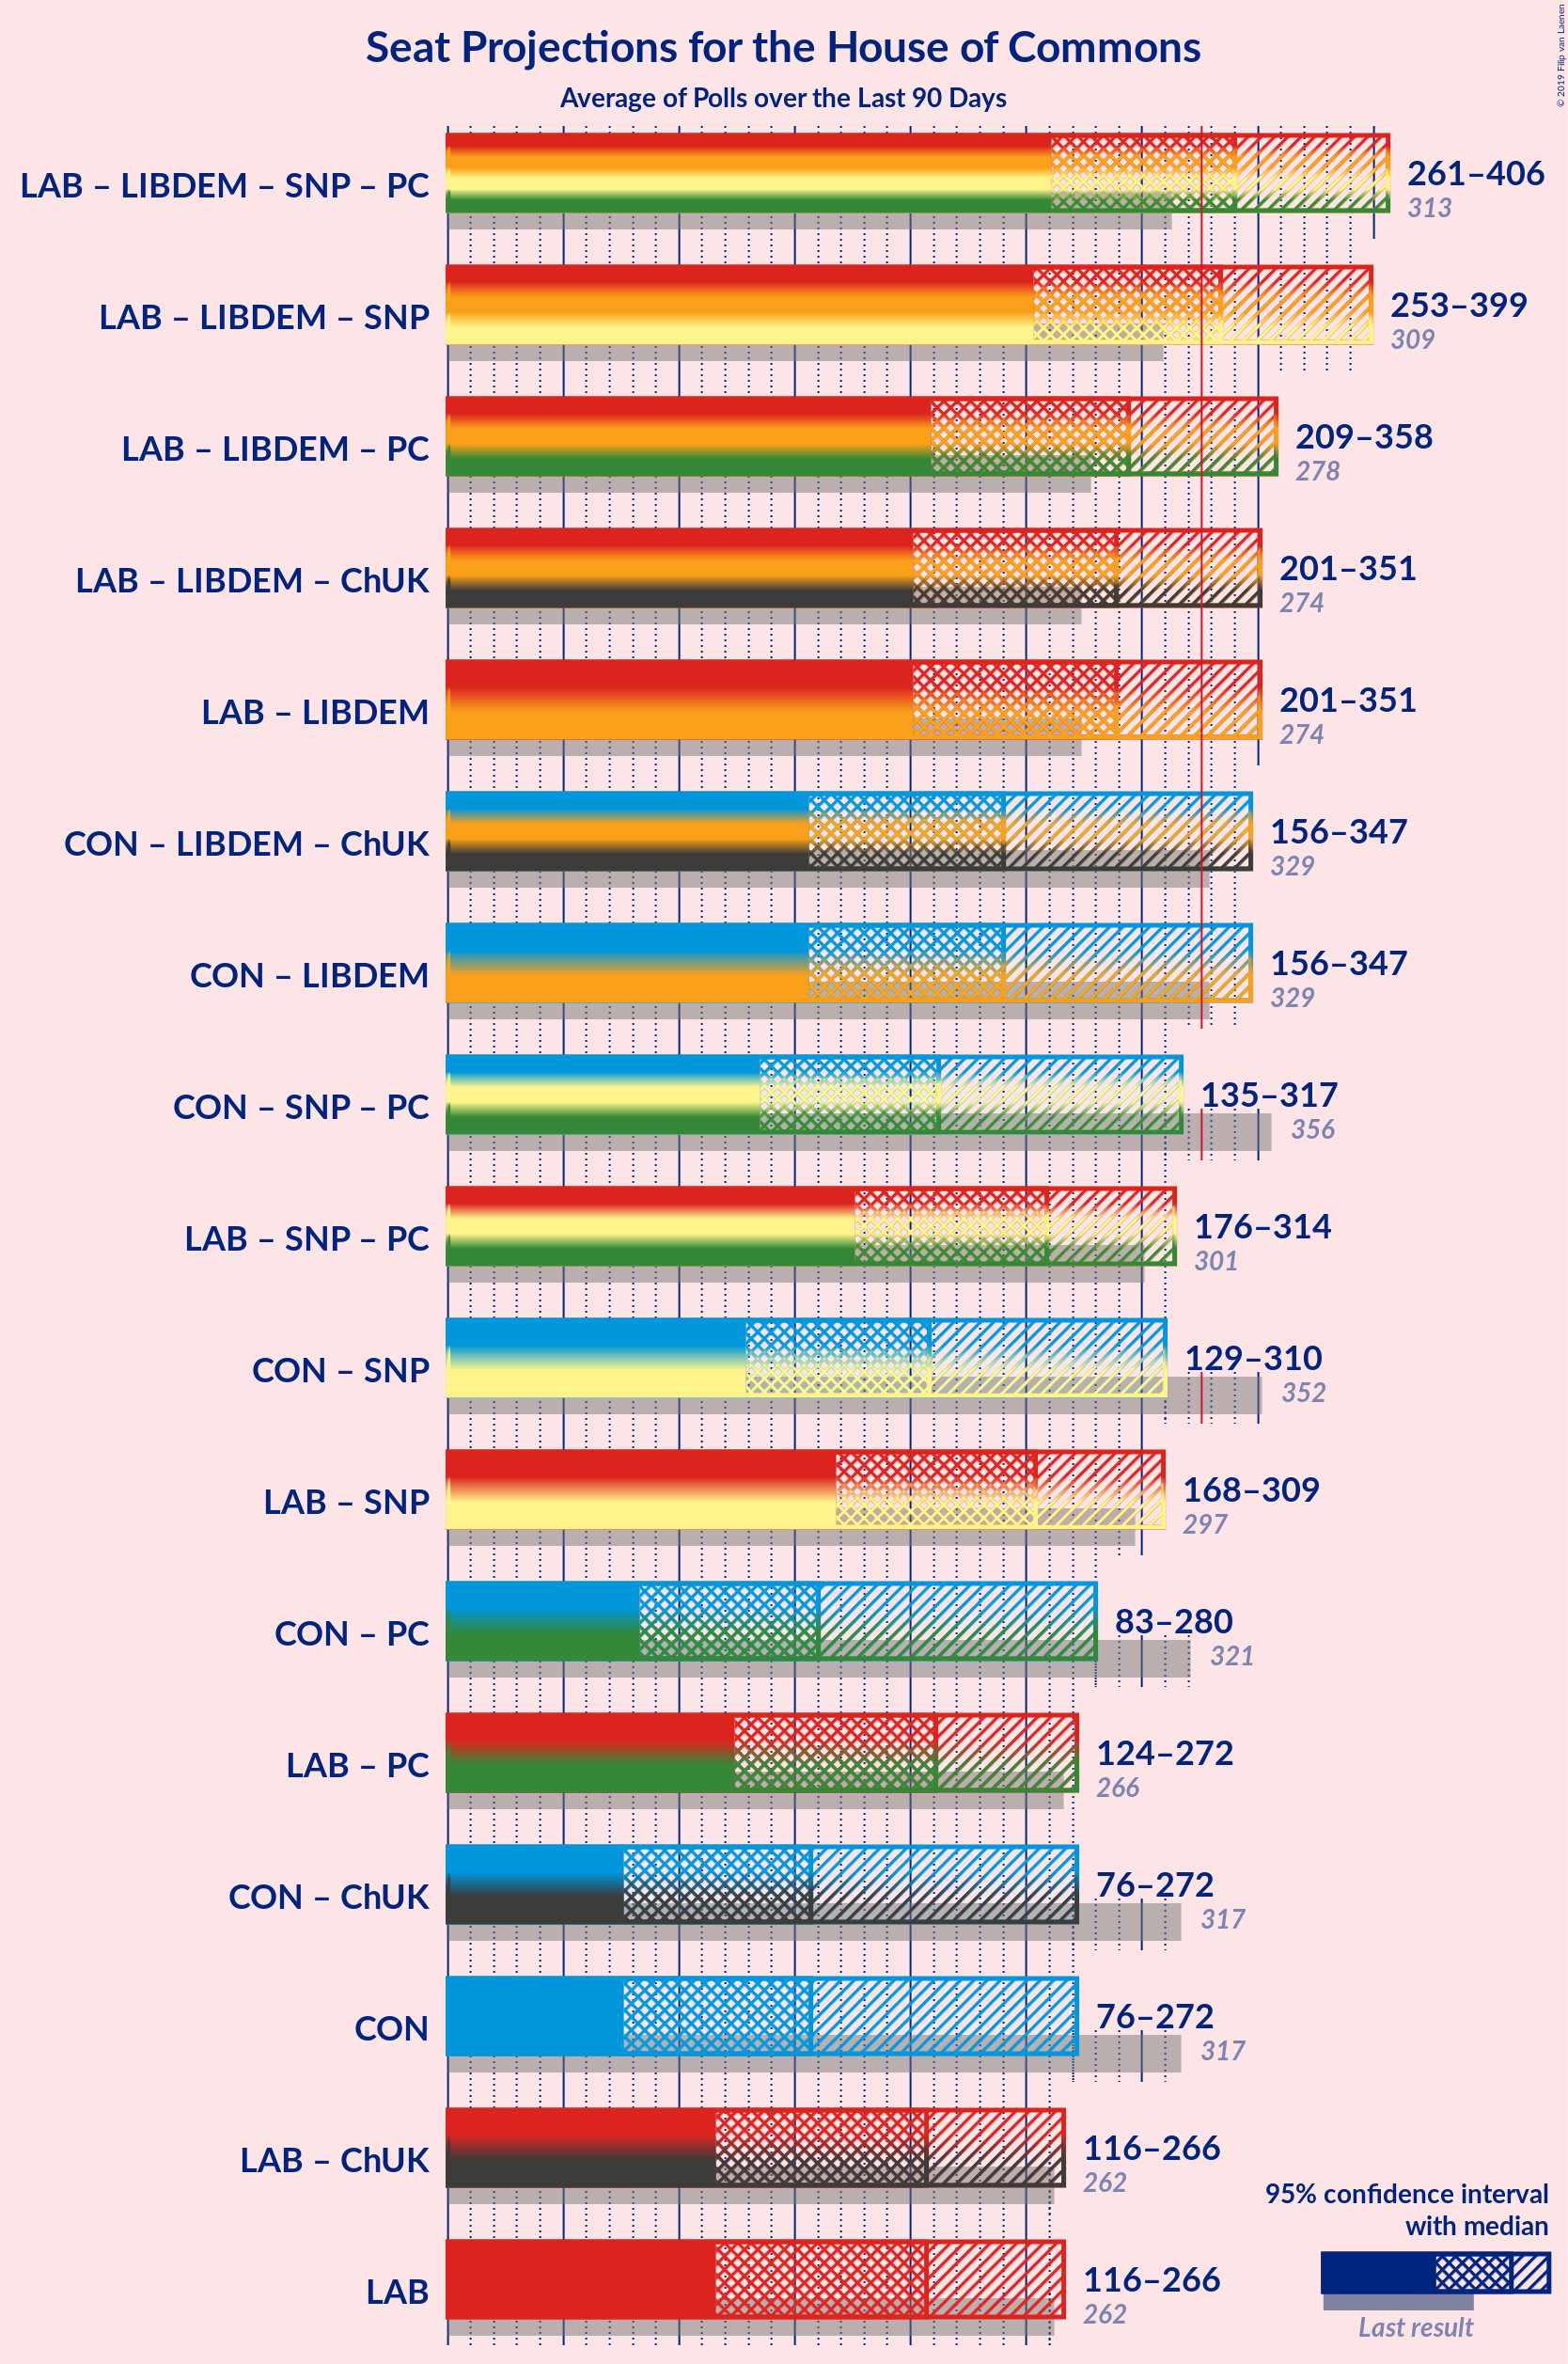 Seat Projections for the House of Commons
Average of Polls over the Last 90 Days
© 2019 Filip van Laenen
LAB – LIBDEM – SNP – PC
261–406
313
LAB – LIBDEM – SNP
253–399
309
LAB – LIBDEM – PC
209–358
278
LAB – LIBDEM – ChUK
201–351
274
LAB – LIBDEM
201–351
274
CON – LIBDEM – ChUK
156–347
329
CON – LIBDEM
156–347
329
CON – SNP – PC
135–317
356
LAB – SNP – PC
176–314
301
CON – SNP
129–310
352
LAB – SNP
168–309
297
CON – PC
83–280
321
LAB – PC
124–272
266
CON – ChUK
76–272
317
CON
76–272
317
LAB – ChUK
116–266
262
LAB
116–266
262
95% confidence interval
with median
Last result